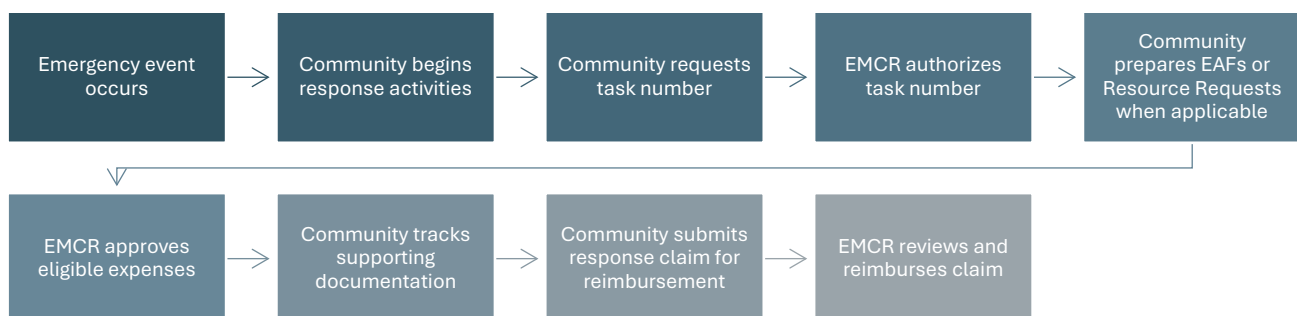 Emergency event
occurs
Community begins
response activities
Community requests
task number
EMCR authorizes
task number
Community
prepares EAFs or
Resource Requests
when applicable
EMCR approves
eligible expenses
Community tracks
supporting
documentation
Community submits
response claim for
reimbursement
EMCR reviews and
reimburses claim